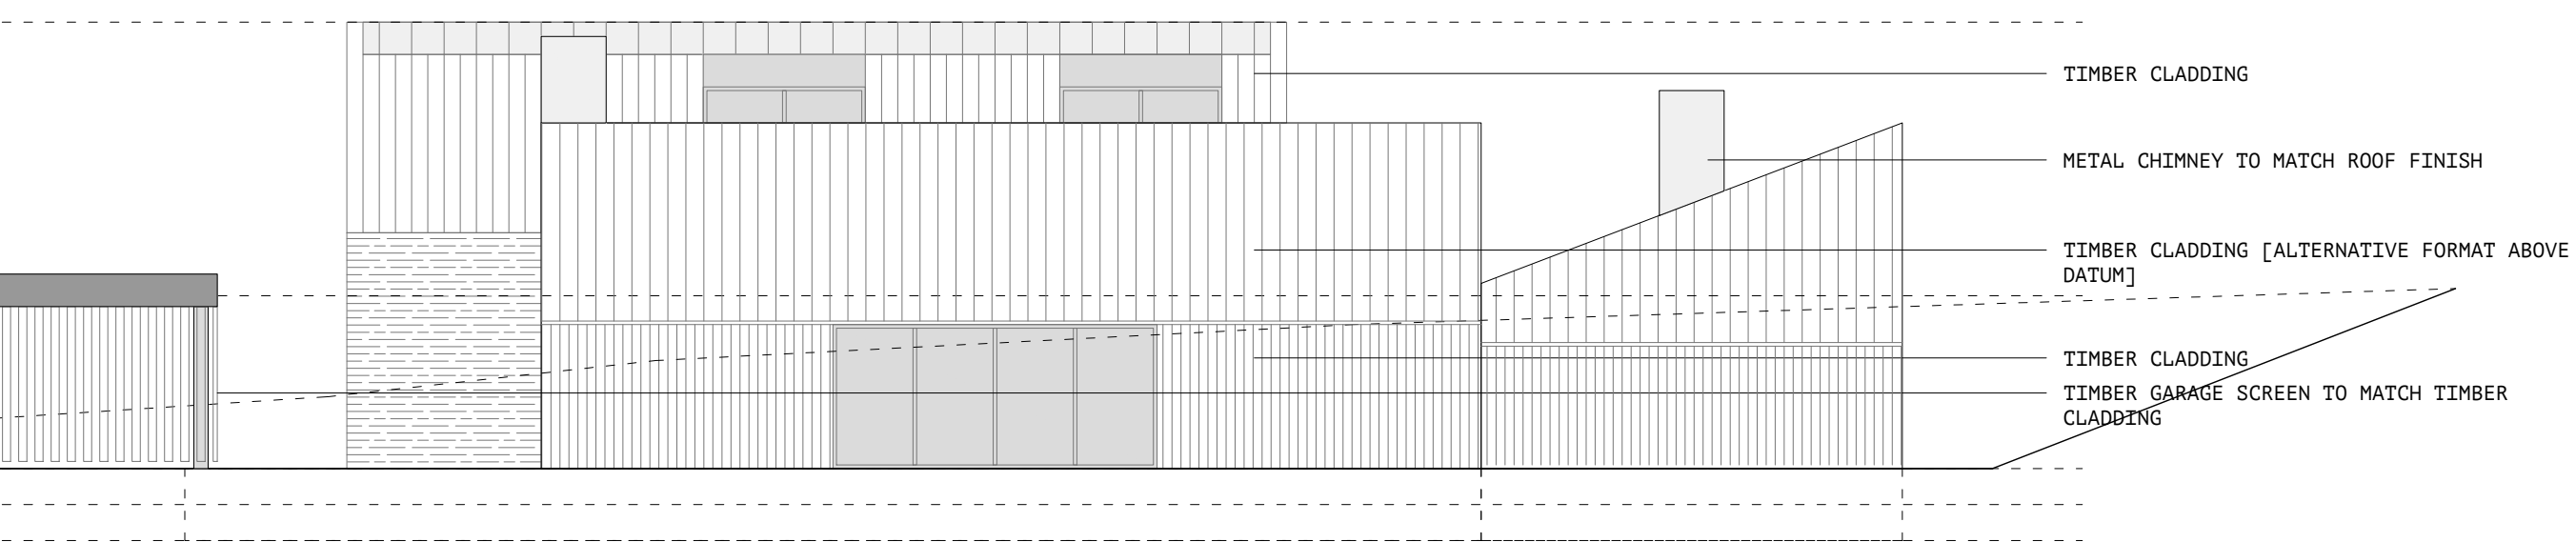 TIMBER CLADDING
METAL CHIMNEY TO MATCH ROOF FINISH
TIMBER CLADDING [ALTERNATIVE FORMAT ABOVE
DATUM]
TIMBER CLADDING
TIMBER GARAGE SCREEN TO MATCH TIMBER
CLADDING